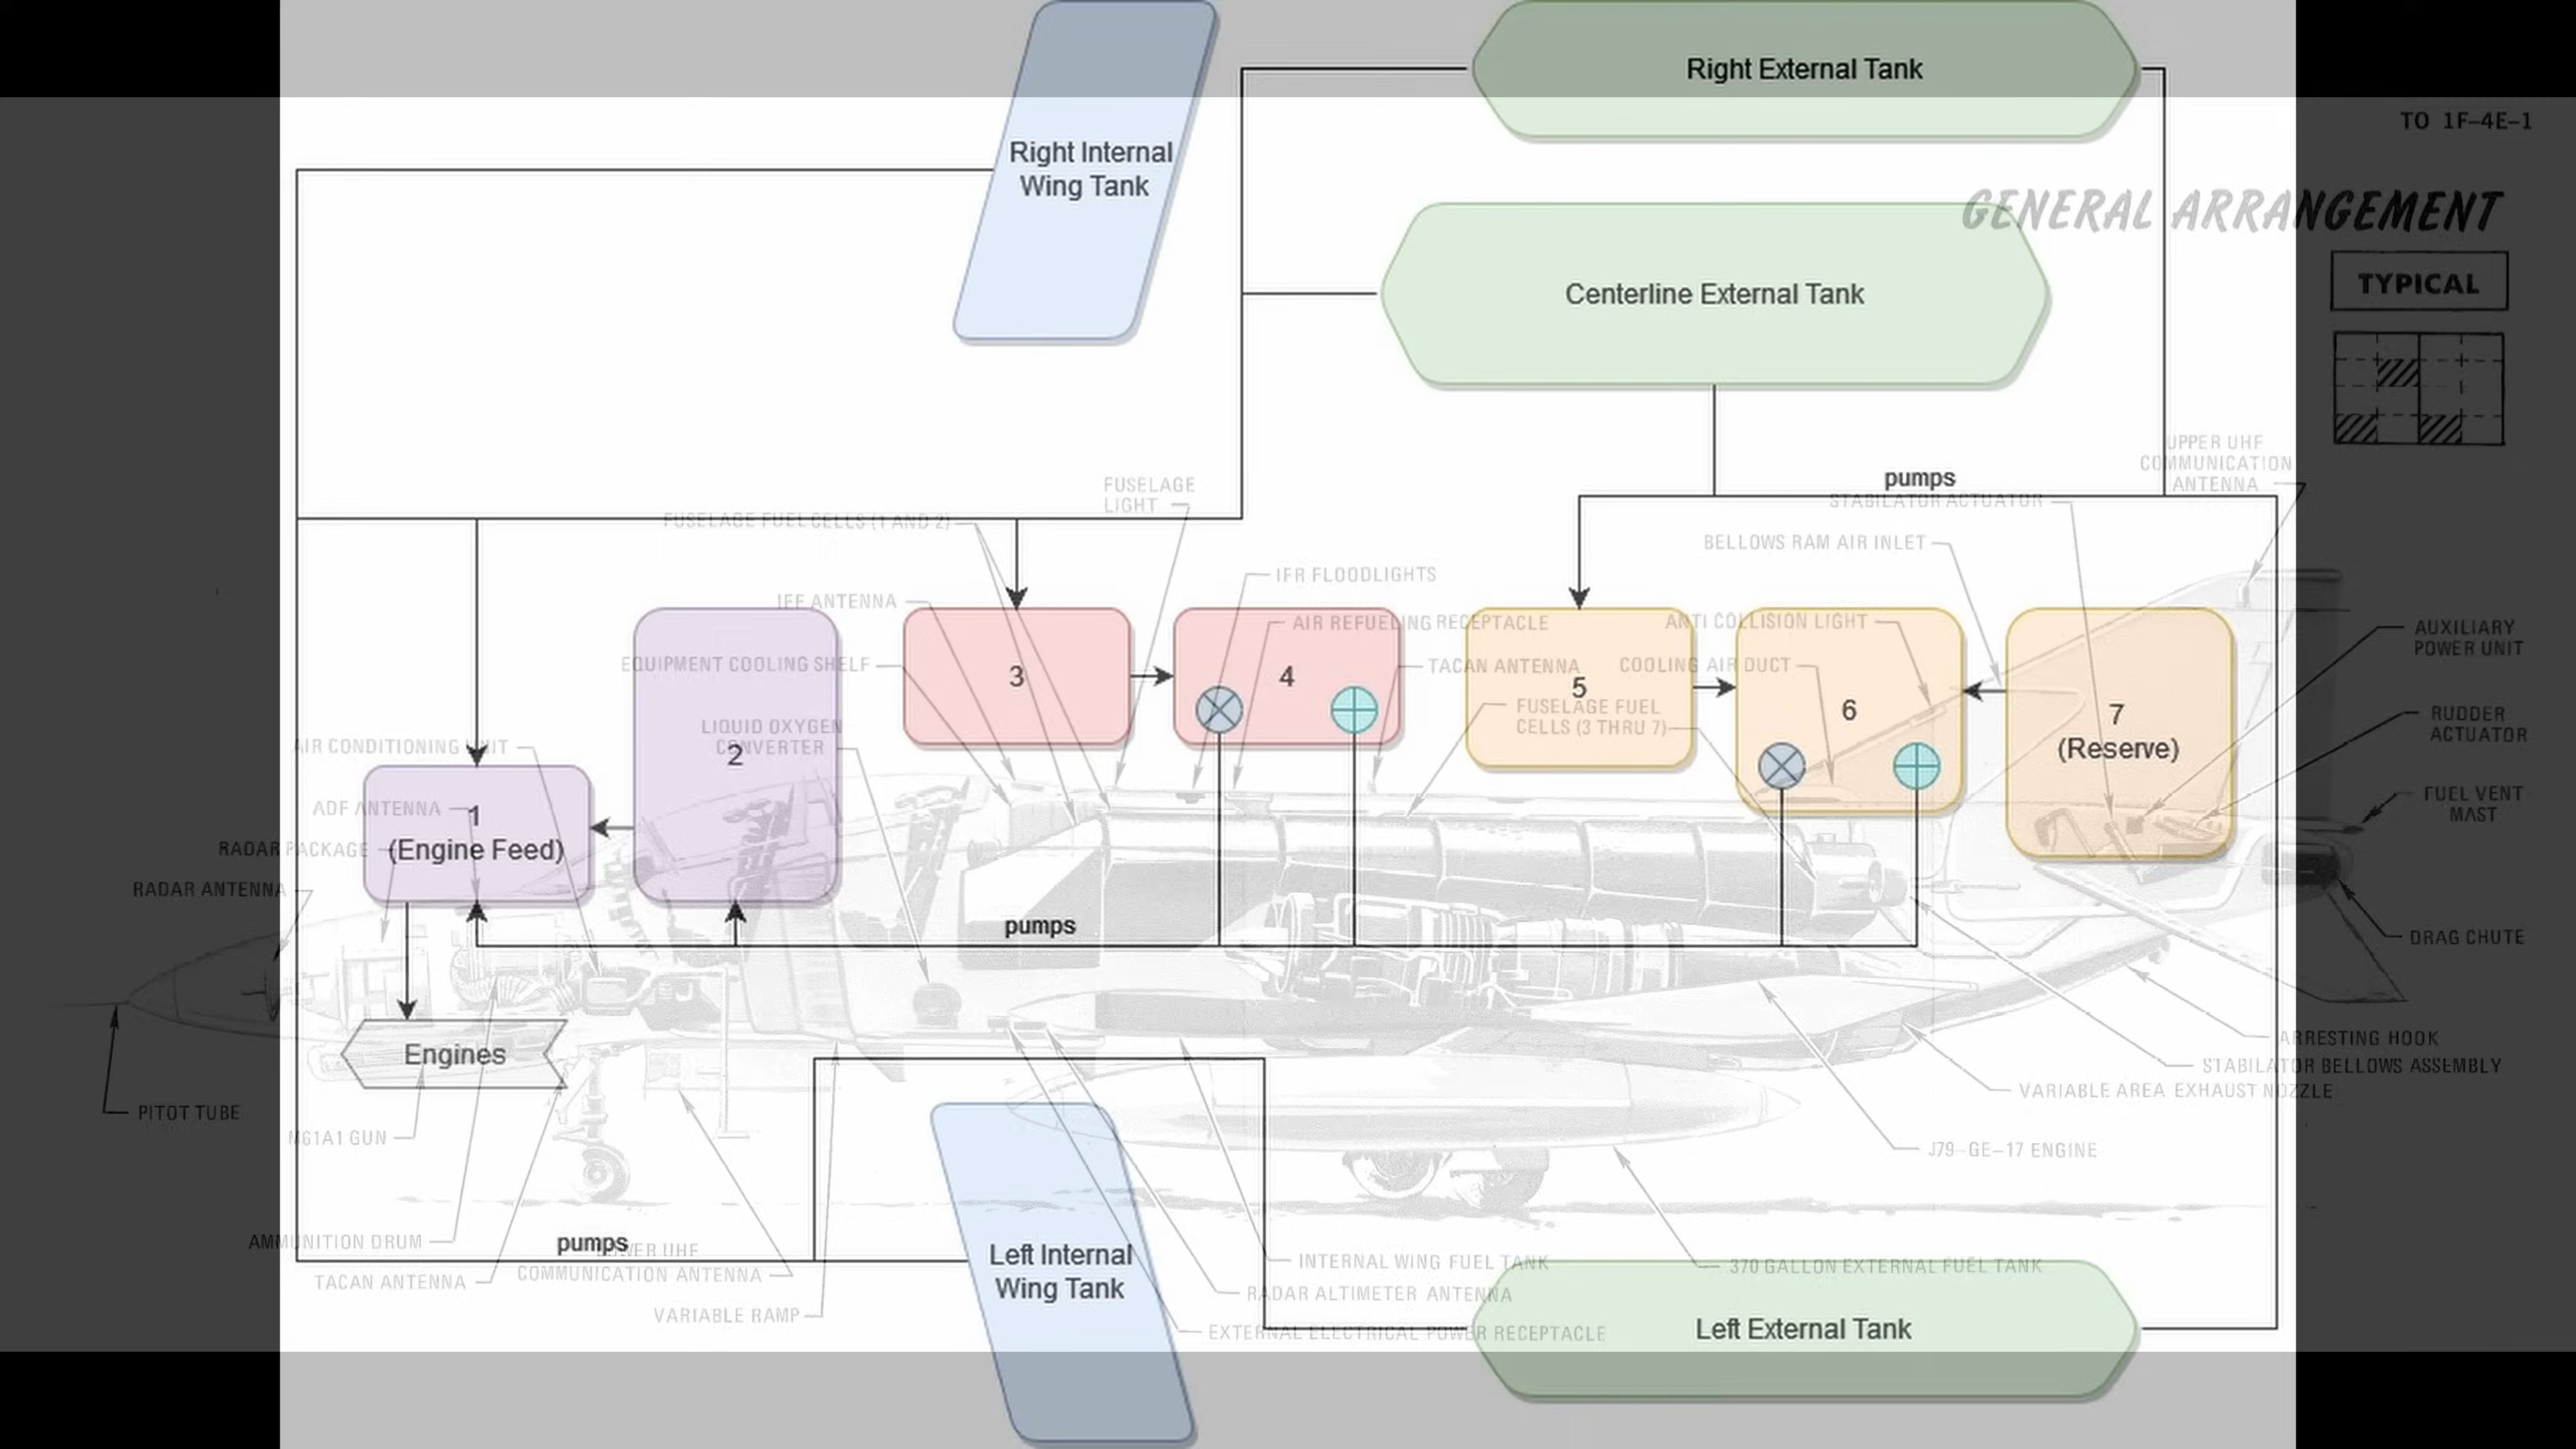 Right External Tank
TO 1F-4E-1
Right Internal
Wing Tank
GENERAL ARRANGEMENT
TYPICAL
Centerline External Tank
UPPER UHF
COMMUNICATION
ANTENNA
pumps
FUSELAGE
LIGHT
STABILATOR ACTUATOR
FUSELAGE FUEL CELLS (1 AND 2)
BELLOWS RAM AIR INLET
IFR FLOODLIGHTS
IFF ANTENNA
AIR REFUELING RECEPTACLE
ANTI COLLISION LIGHT
AUXILIARY
POWER UNIT
EQUIPMENT COOLING SHELF
3
4
TACAN ANTENNA
COOLING AIR DUCT
5
FUSELAGE FUEL
CELLS (3 THRU 7)
6
7
(Reserve)
RUDDER
ACTUATOR
LIQUID OXYGEN
CONVERTER
2
AIR CONDITIONING UNIT
FUEL VENT
MAST
ADF ANTENNA
1
(Engine Feed)
RADAR PACKAGE
RADAR ANTENNA
pumps
DRAG CHUTE
Engines
ARRESTING HOOK
STABILATOR BELLOWS ASSEMBLY
VARIABLE AREA EXHAUST NOZZLE
PITOT TUBE
M61A1 GUN
J79-GE-17 ENGINE
AMMUNITION DRUM
pumps
LOWER UHF
COMMUNICATION ANTENNA
TACAN ANTENNA
VARIABLE RAMP
Left Internal
Wing Tank
INTERNAL WING FUEL TANK
370 GALLON EXTERNAL FUEL TANK
RADAR ALTIMETER ANTENNA
EXTERNAL ELECTRICAL POWER RECEPTACLE
Left External Tank